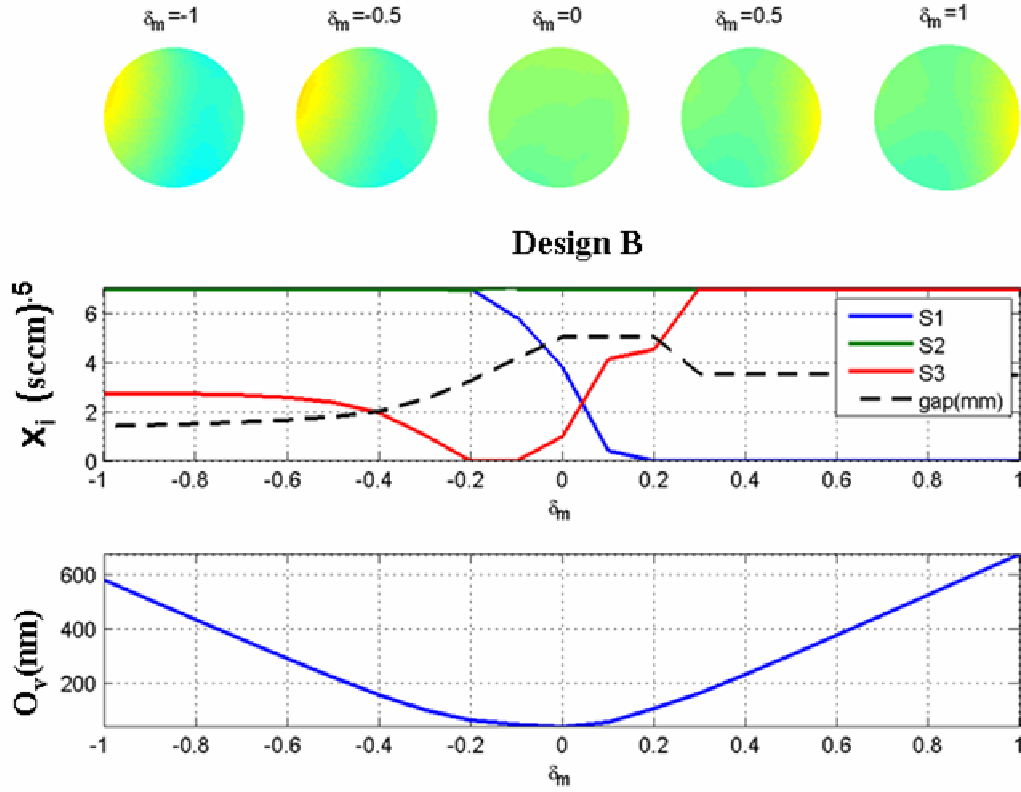 δm=-1 δm=-0.5 δm=0 δm=0.5 δm=1
Design B
Xi (sccm).5
6
4
2
0
S1
S2
S3
gap(mm)
-1 -0.8 -0.6 -0.4 -0.2 0 0.2 0.4 0.6 0.8 1
δm
Ov(nm)
600
400
200
-1 -0.8 -0.6 -0.4 -0.2 0 0.2 0.4 0.6 0.8 1
δm